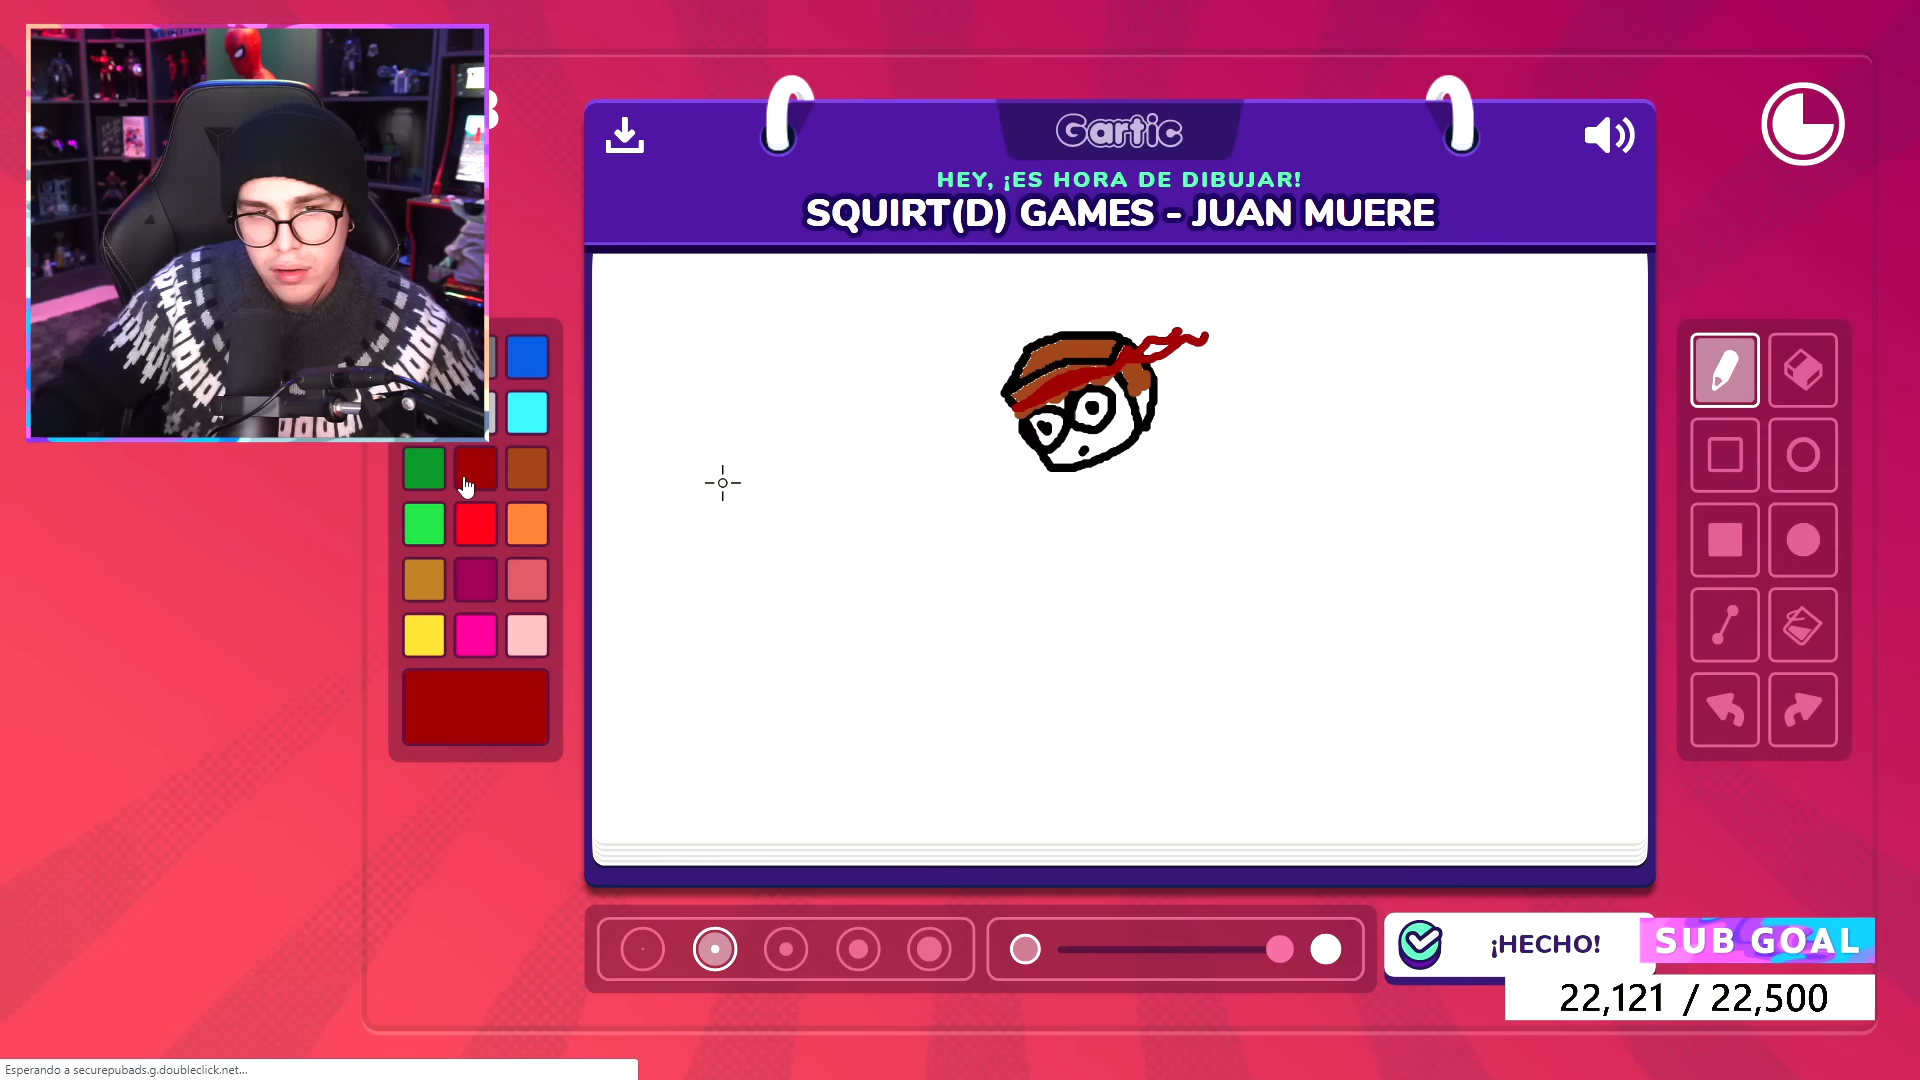 Gartic
HEY, ¡ES HORA DE DIBUJAR!
SQUIRT(D) GAMES - JUAN MUERE
¡HECHO!
SUB GOAL
22,121 / 22,500
Esperando a securepubads.g.doubleclick.net...